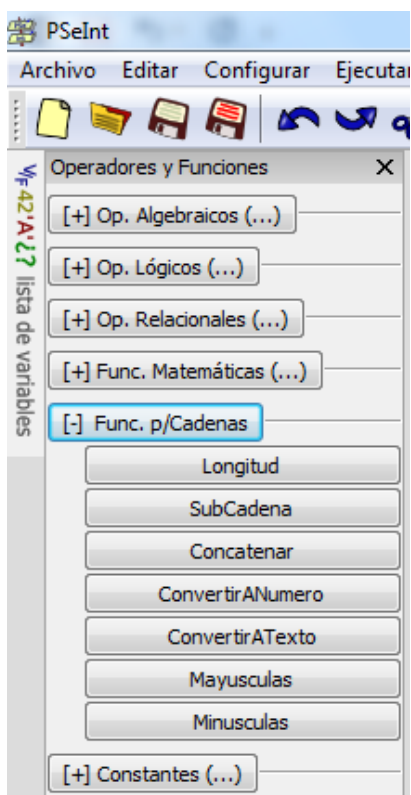 PSeInt
Archivo Editar Configurar Ejecutar
Operadores y Funciones
[+] Op. Algebraicos (...)
[+] Op. Lógicos (...)
[+] Op. Relacionales (...)
[+] Func. Matemáticas (...)
[-] Func. p/Cadenas
Longitud
SubCadena
Concatenar
ConvertirANumero
ConvertirATexto
Mayusculas
Minusculas
[+] Constantes (...)
VF42'A'¿? lista de variables